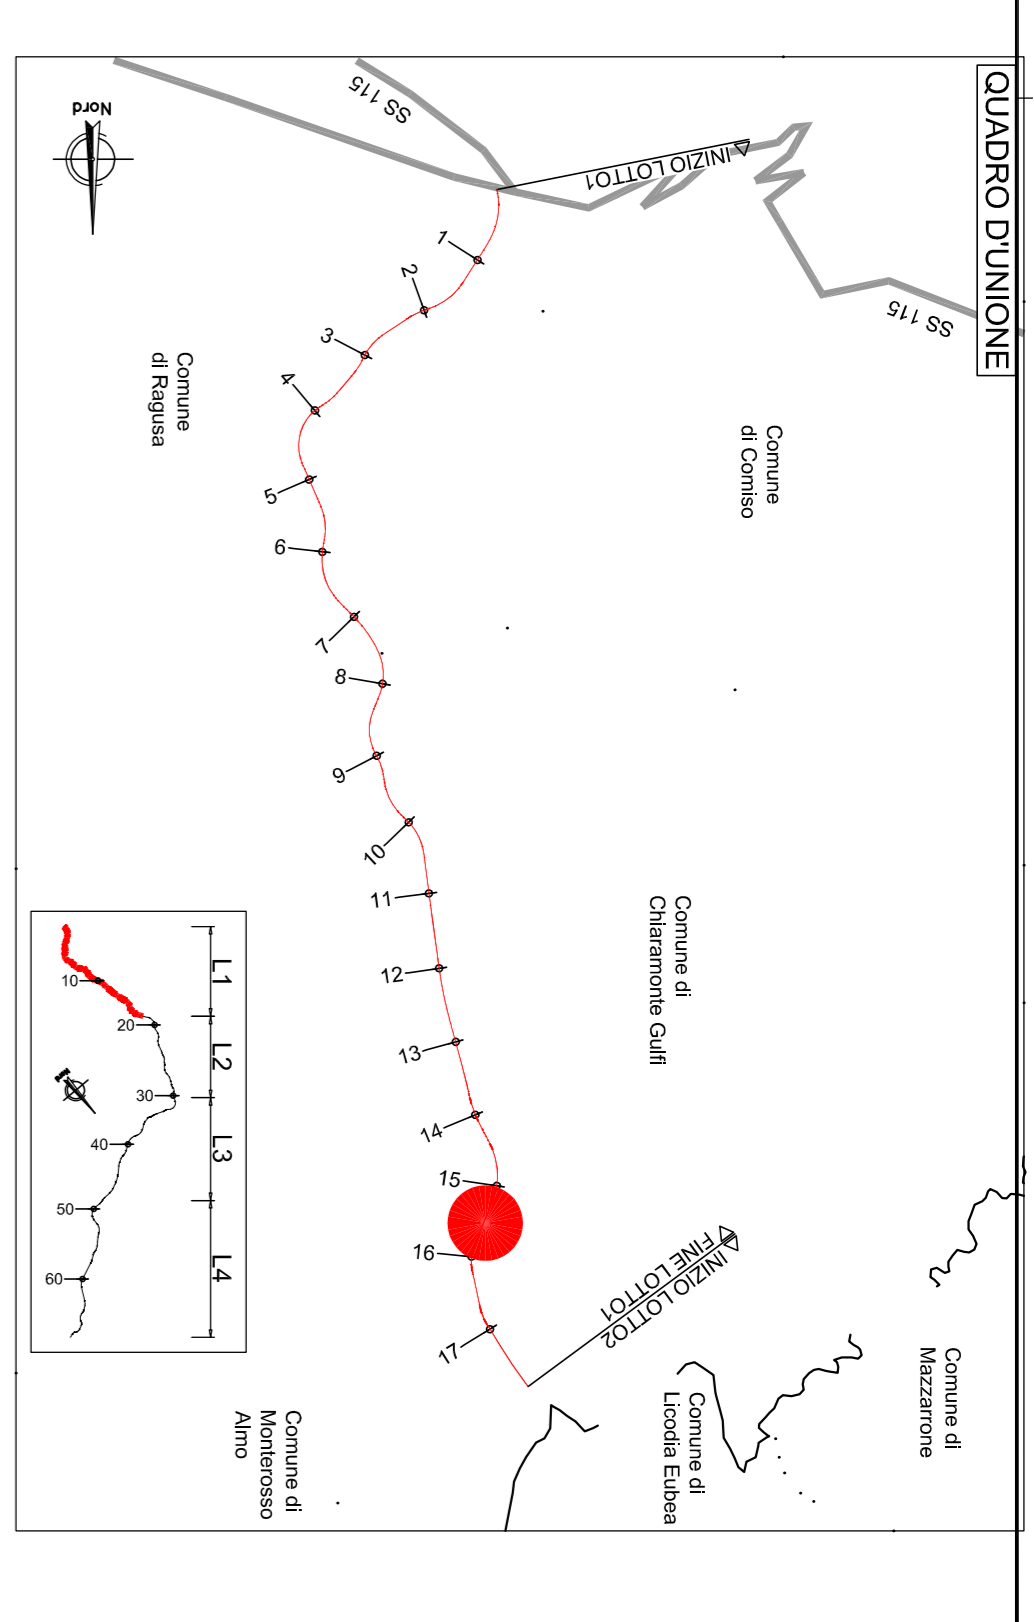 QUADRO D'UNIONE
SS 115
SS 115
INIZIO LOTTO1
Nord
1
2
3
4
5
6
7
8
9
10
11
12
13
14
15
16
17
Comune
di Ragusa
Comune
di Comiso
Comune di
Chiaramonte Gulfi
INIZIO LOTTO2
FINE LOTTO1
Comune di
Mazzarrone
Comune di
Licodia Eubea
Comune di
Monterosso
Almo
L1
L2
L3
L4
10
20
30
40
50
60
Nord